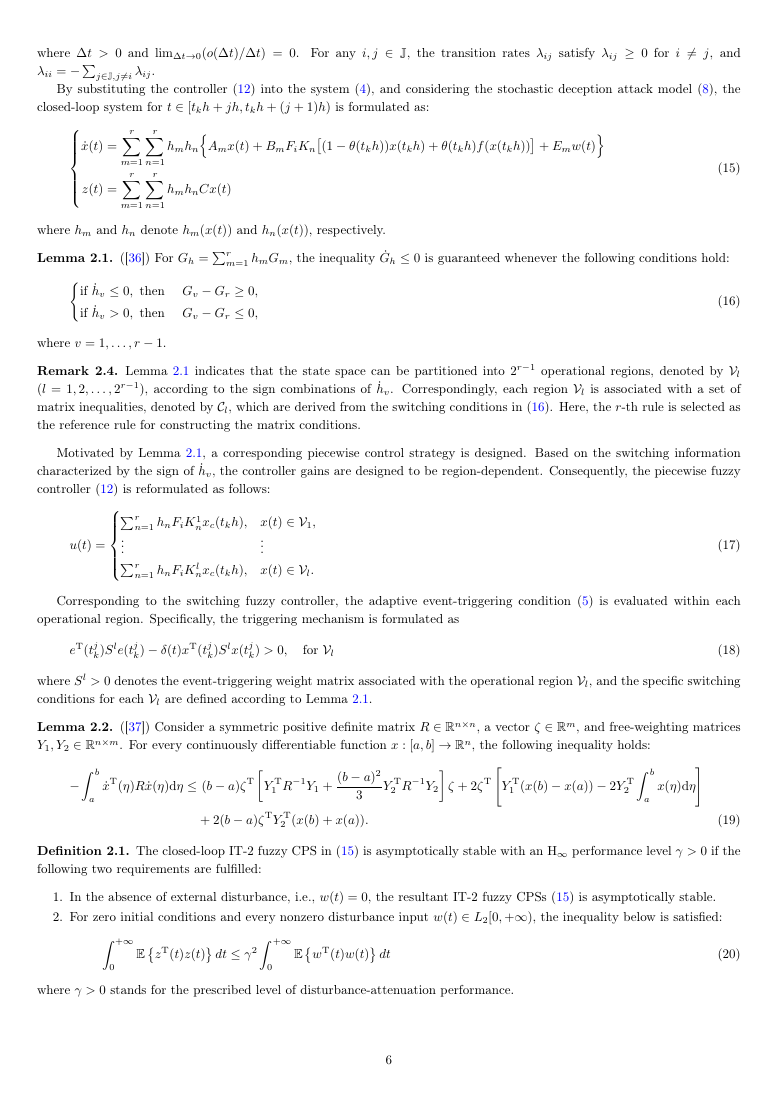 where Δt > 0 and lim_{Δt→0}(o(Δt)/Δt) = 0. For any i, j ∈ 𝕁, the transition rates λ_{ij} satisfy λ_{ij} ≥ 0 for i ≠ j, and
λ_{ii} = − ∑_{j∈𝕁,j≠i} λ_{ij}.
By substituting the controller (12) into the system (4), and considering the stochastic deception attack model (8), the
closed-loop system for t ∈ [t_k h + jh, t_k h + (j + 1)h) is formulated as:
{ ẋ(t) = ∑_{m=1}^{r} ∑_{n=1}^{r} h_m h_n {A_m x(t) + B_m F_i K_n [(1 − θ(t_k h))x(t_k h) + θ(t_k h)f(x(t_k h))] + E_m w(t)}
z(t) = ∑_{m=1}^{r} ∑_{n=1}^{r} h_m h_n Cx(t) (15)
where h_m and h_n denote h_m(x(t)) and h_n(x(t)), respectively.
Lemma 2.1. ([36]) For G_h = ∑_{m=1}^{r} h_m G_m, the inequality Ġ_h ≤ 0 is guaranteed whenever the following conditions hold:
{ if ḣ_v ≤ 0, then G_v − G_r ≥ 0,
if ḣ_v > 0, then G_v − G_r ≤ 0, (16)
where v = 1, . . . , r − 1.
Remark 2.4. Lemma 2.1 indicates that the state space can be partitioned into 2^{r−1} operational regions, denoted by 𝒱_l
(l = 1, 2, . . . , 2^{r−1}), according to the sign combinations of ḣ_v. Correspondingly, each region 𝒱_l is associated with a set of
matrix inequalities, denoted by 𝒞_l, which are derived from the switching conditions in (16). Here, the r-th rule is selected as
the reference rule for constructing the matrix conditions.
Motivated by Lemma 2.1, a corresponding piecewise control strategy is designed. Based on the switching information
characterized by the sign of ḣ_v, the controller gains are designed to be region-dependent. Consequently, the piecewise fuzzy
controller (12) is reformulated as follows:
u(t) = { ∑_{n=1}^{r} h_n F_i K_n^1 x_c(t_k h), x(t) ∈ 𝒱_1,
⋮ ⋮
∑_{n=1}^{r} h_n F_i K_n^l x_c(t_k h), x(t) ∈ 𝒱_l. (17)
Corresponding to the switching fuzzy controller, the adaptive event-triggering condition (5) is evaluated within each
operational region. Specifically, the triggering mechanism is formulated as
e^T(t_k^j)S^l e(t_k^j) − δ(t)x^T(t_k^j)S^l x(t_k^j) > 0, for 𝒱_l (18)
where S^l > 0 denotes the event-triggering weight matrix associated with the operational region 𝒱_l, and the specific switching
conditions for each 𝒱_l are defined according to Lemma 2.1.
Lemma 2.2. ([37]) Consider a symmetric positive definite matrix R ∈ ℝ^{n×n}, a vector ζ ∈ ℝ^m, and free-weighting matrices
Y_1, Y_2 ∈ ℝ^{n×m}. For every continuously differentiable function x : [a, b] → ℝ^n, the following inequality holds:
− ∫_a^b ẋ^T(η)Rẋ(η)dη ≤ (b − a)ζ^T [Y_1^T R^{−1} Y_1 + \frac{(b − a)^2}{3} Y_2^T R^{−1} Y_2] ζ + 2ζ^T [Y_1^T(x(b) − x(a)) − 2Y_2^T ∫_a^b x(η)dη]
+ 2(b − a)ζ^T Y_2^T(x(b) + x(a)). (19)
Definition 2.1. The closed-loop IT-2 fuzzy CPS in (15) is asymptotically stable with an H_∞ performance level γ > 0 if the
following two requirements are fulfilled:
1. In the absence of external disturbance, i.e., w(t) = 0, the resultant IT-2 fuzzy CPSs (15) is asymptotically stable.
2. For zero initial conditions and every nonzero disturbance input w(t) ∈ L_2[0, +∞), the inequality below is satisfied:
∫_0^{+∞} 𝔼 {z^T(t)z(t)} dt ≤ γ^2 ∫_0^{+∞} 𝔼 {w^T(t)w(t)} dt (20)
where γ > 0 stands for the prescribed level of disturbance-attenuation performance.
6